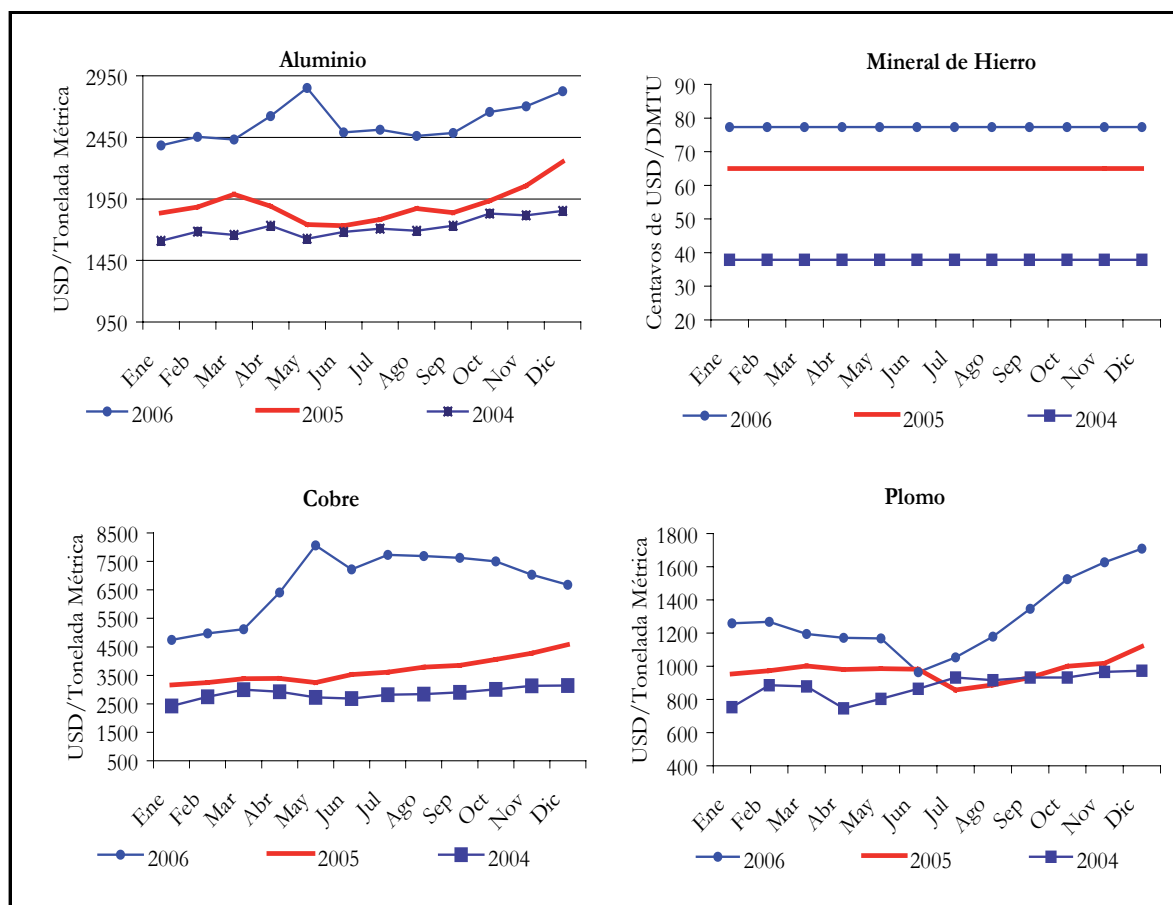 Aluminio
USD/Tonelada Métrica
2950
2450
1950
1450
950
Ene Feb Mar Abr May Jun Jul Ago Sep Oct Nov Dic
2006 2005 2004
Mineral de Hierro
Centavos de USD/DMTU
90
80
70
60
50
40
30
20
Ene Feb Mar Abr May Jun Jul Ago Sep Oct Nov Dic
2006 2005 2004
Cobre
USD/Tonelada Métrica
8500
7500
6500
5500
4500
3500
2500
1500
500
Ene Feb Mar Abr May Jun Jul Ago Sep Oct Nov Dic
2006 2005 2004
Plomo
USD/Tonelada Métrica
1800
1600
1400
1200
1000
800
600
400
Ene Feb Mar Abr May Jun Jul Ago Sep Oct Nov Dic
2006 2005 2004